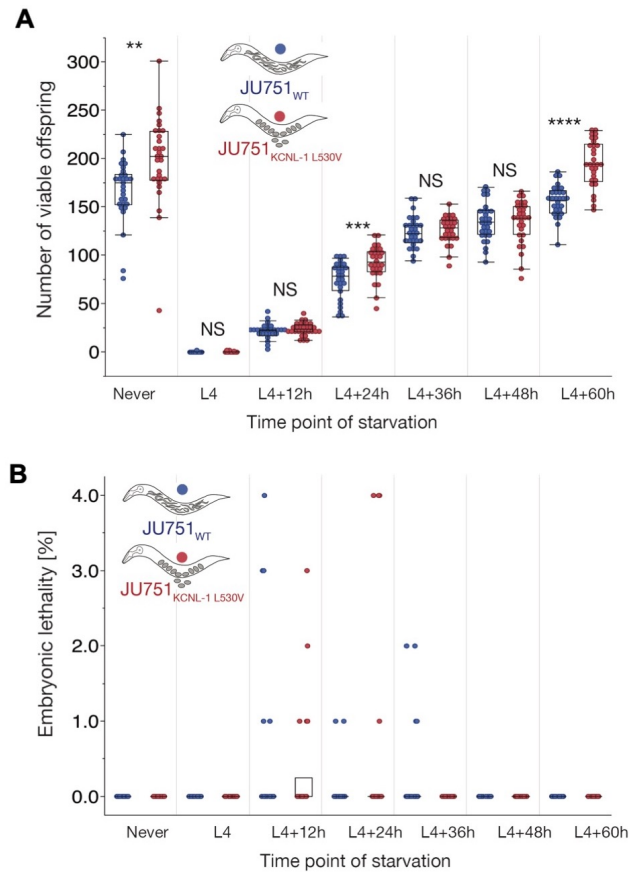 A
Number of viable offspring
300
250
200
150
100
50
0
**
NS
NS
***
NS
NS
****
JU751WT
JU751KCNL-1 L530V
Never L4 L4+12h L4+24h L4+36h L4+48h L4+60h
Time point of starvation
B
Embryonic lethality [%]
4.0
3.0
2.0
1.0
0.0
JU751WT
JU751KCNL-1 L530V
Never L4 L4+12h L4+24h L4+36h L4+48h L4+60h
Time point of starvation